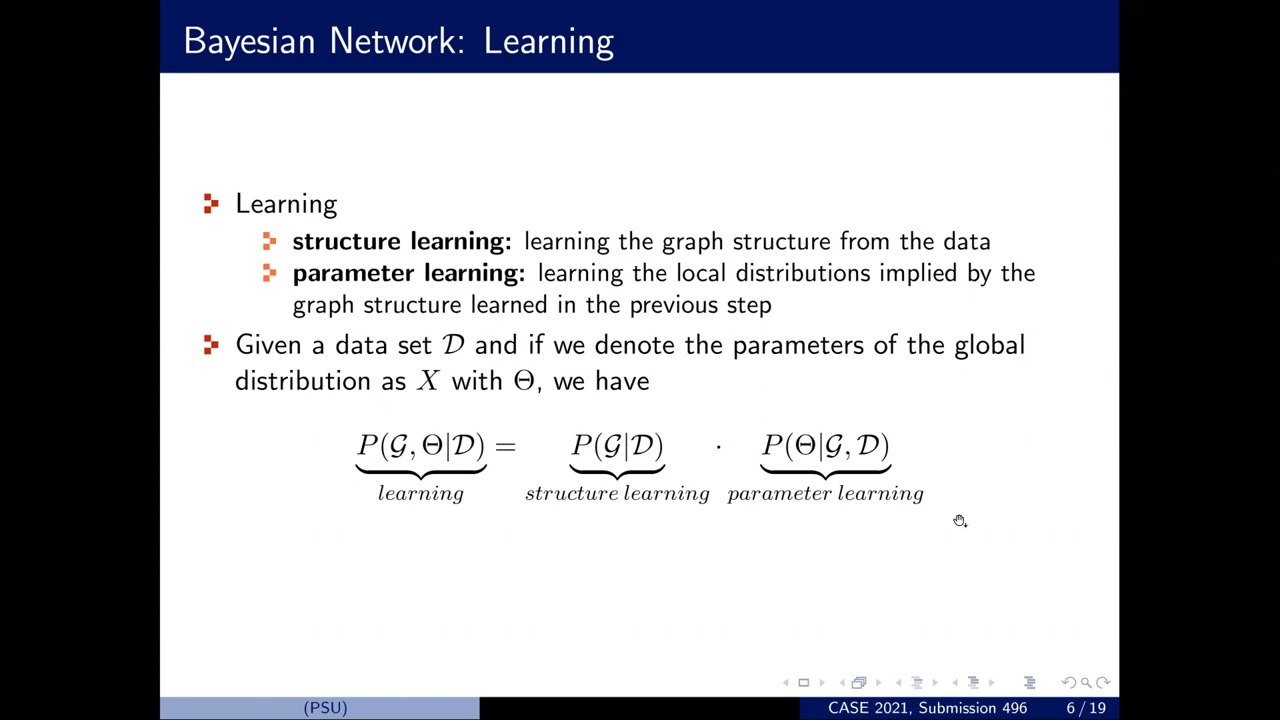 Bayesian Network: Learning
Learning
structure learning: learning the graph structure from the data
parameter learning: learning the local distributions implied by the
graph structure learned in the previous step
Given a data set 𝒟 and if we denote the parameters of the global
distribution as X with Θ, we have
P(𝒢, Θ|𝒟) = P(𝒢|𝒟) · P(Θ|𝒢, 𝒟)
learning structure learning parameter learning
(PSU) CASE 2021, Submission 496 6 / 19